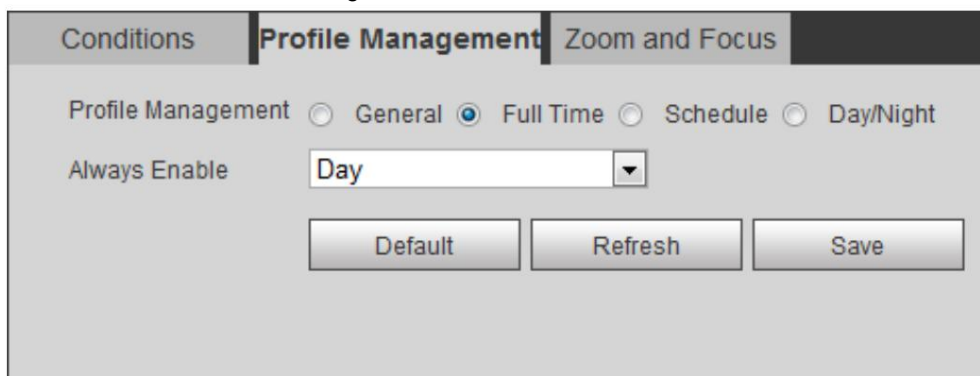 Conditions Profile Management Zoom and Focus
Profile Management General Full Time Schedule Day/Night
Always Enable Day
Default Refresh Save